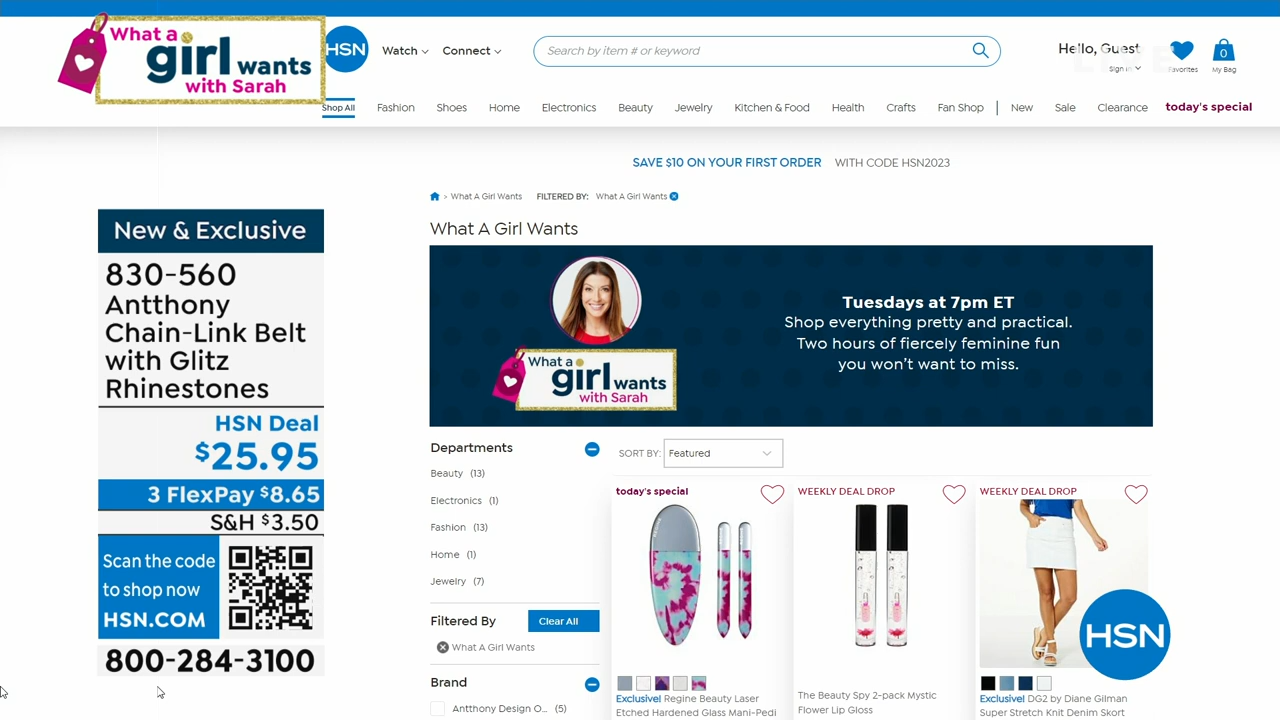 What a
girl wants
with Sarah
HSN
Watch
Connect
Search by item # or keyword
Hello, Guest
Sign in
Favorites
0
My Bag
Shop All
Fashion
Shoes
Home
Electronics
Beauty
Jewelry
Kitchen & Food
Health
Crafts
Fan Shop
New
Sale
Clearance
today's special
SAVE $10 ON YOUR FIRST ORDER WITH CODE HSN2023
> What A Girl Wants FILTERED BY: What A Girl Wants
What A Girl Wants
New & Exclusive
830-560
Antthony
Chain-Link Belt
with Glitz
Rhinestones
HSN Deal
$25.95
3 FlexPay $8.65
S&H $3.50
Scan the code
to shop now
HSN.COM
800-284-3100
What a
girl wants
with Sarah
Tuesdays at 7pm ET
Shop everything pretty and practical.
Two hours of fiercely feminine fun
you won't want to miss.
Departments
Beauty (13)
Electronics (1)
Fashion (13)
Home (1)
Jewelry (7)
Filtered By
Clear All
What A Girl Wants
Brand
Antthony Design O... (5)
SORT BY: Featured
today's special
Exclusive! Regine Beauty Laser
Etched Hardened Glass Mani-Pedi
WEEKLY DEAL DROP
The Beauty Spy 2-pack Mystic
Flower Lip Gloss
WEEKLY DEAL DROP
Exclusive! DG2 by Diane Gilman
Super Stretch Knit Denim Skort
HSN